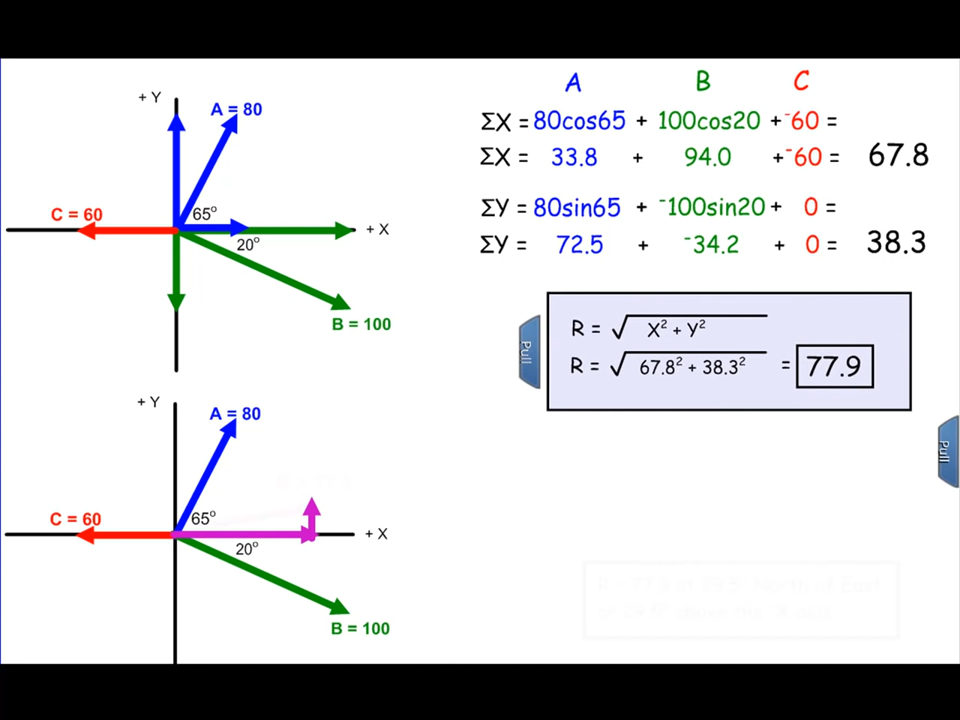 A B C
ΣX = 80cos65 + 100cos20 + ⁻60 =
ΣX = 33.8 + 94.0 + ⁻60 = 67.8
ΣY = 80sin65 + ⁻100sin20 + 0 =
ΣY = 72.5 + ⁻34.2 + 0 = 38.3
R = √ X² + Y²
R = √ 67.8² + 38.3² = 77.9
Pull
Pull
+ Y
A = 80
C = 60
65°
+ X
20°
B = 100
+ Y
A = 80
C = 60
65°
+ X
20°
B = 100